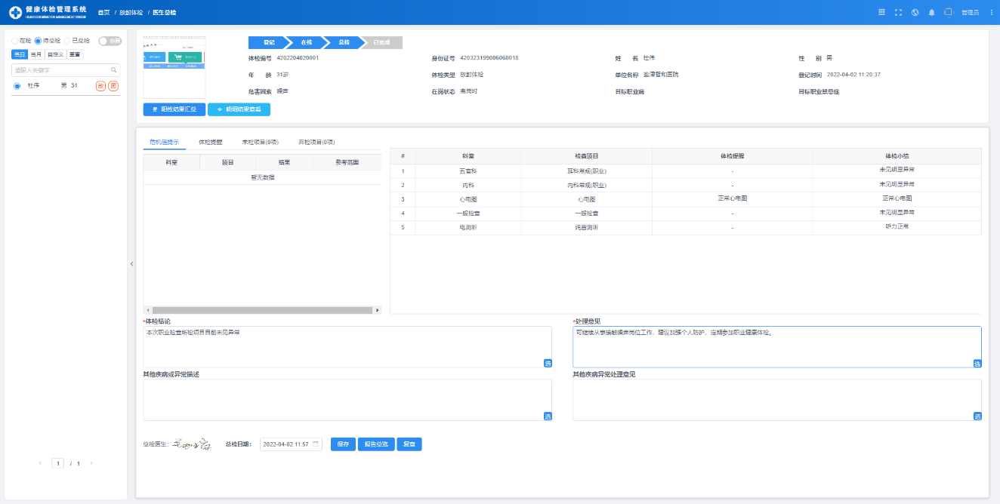 健康体检管理系统
HEALTH EXAMINATION MANAGEMENT SYSTEM
首页 / 放射体检 / 医生总检
管理员
在检 待总检 已总检
当日 当月 自定义 重置
请输入关键字
杜伟 男 31 放 团
1 / 1
登记 在检 总检 已完成
体检编号 4202204020001 身份证号 420323199006060018 姓 名 杜伟 性 别 男
年 龄 31岁 体检类型 放射体检 单位名称 登记时间 2022-04-02 11:20:37
危害因素 噪声 在岗状态 离岗时 目标职业病 目标职业禁忌症
阳性结果汇总 明细结果查看
危机值提示 体检提醒 未检项目(0项) 弃检项目(0项)
科室 项目 结果 参考范围
暂无数据
# 科室 检查项目 体检提醒 体检小结
1 五官科 耳科常规(职业) - 未见明显异常
2 内科 内科常规(职业) - 未见明显异常
3 心电图 心电图 正常心电图 正常心电图
4 一般检查 一般检查 - 未见明显异常
5 电测听 纯音测听 - 听力正常
*体检结论
本次职业检查所检项目目前未见异常
选
*处理意见
可继续从事接触噪声岗位工作，建议加强个人防护，定期参加职业健康体检。
选
其他疾病或异常描述
选
其他疾病异常处理意见
选
总检医生: 总检日期: 2022-04-02 11:57 保存 报告总览 复查